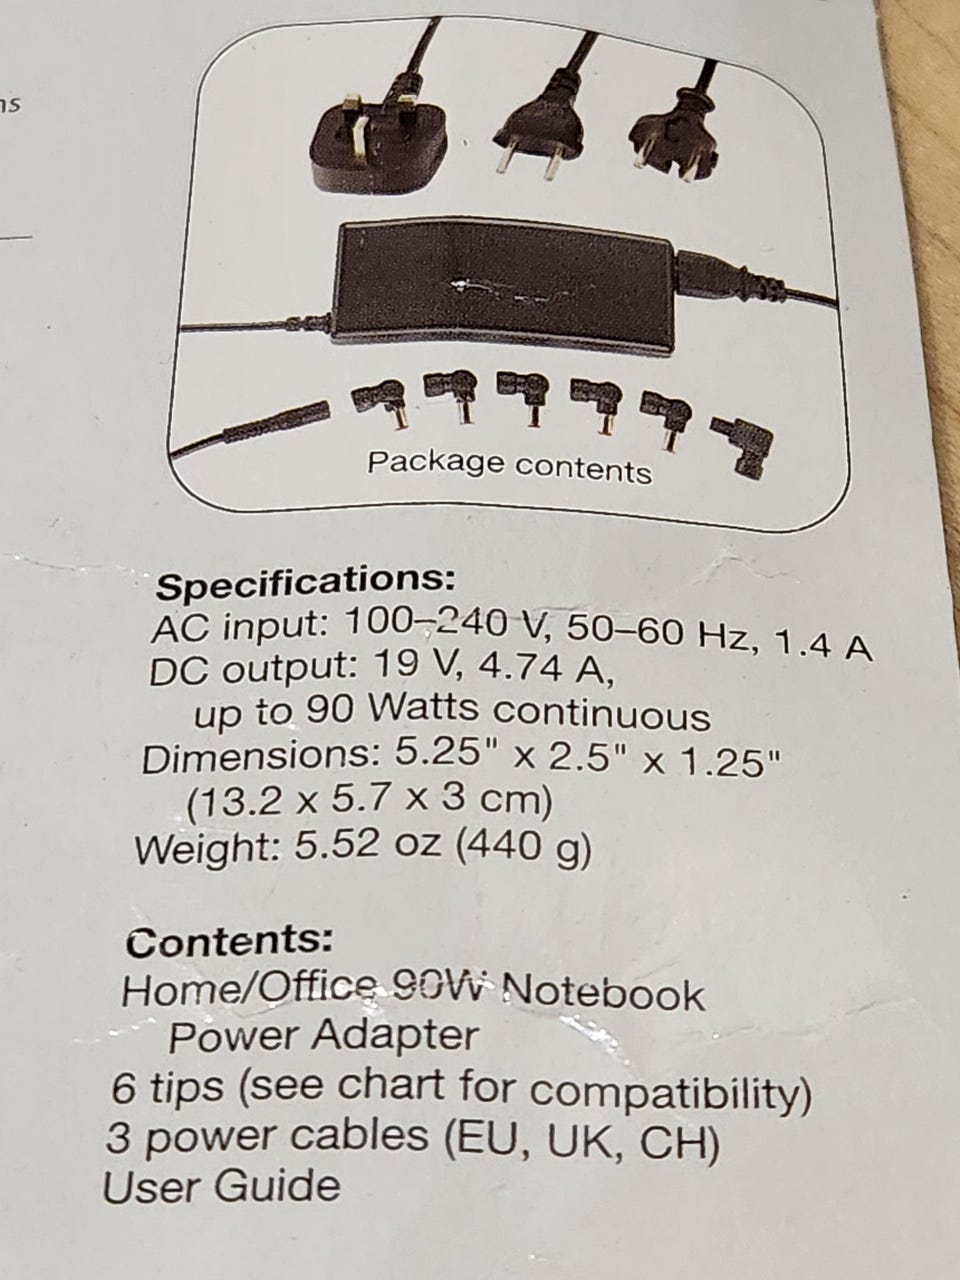 ns
Package contents
Specifications:
AC input: 100–240 V, 50–60 Hz, 1.4 A
DC output: 19 V, 4.74 A,
up to 90 Watts continuous
Dimensions: 5.25" x 2.5" x 1.25"
(13.2 x 5.7 x 3 cm)
Weight: 5.52 oz (440 g)
Contents:
Home/Office 90W Notebook
Power Adapter
6 tips (see chart for compatibility)
3 power cables (EU, UK, CH)
User Guide